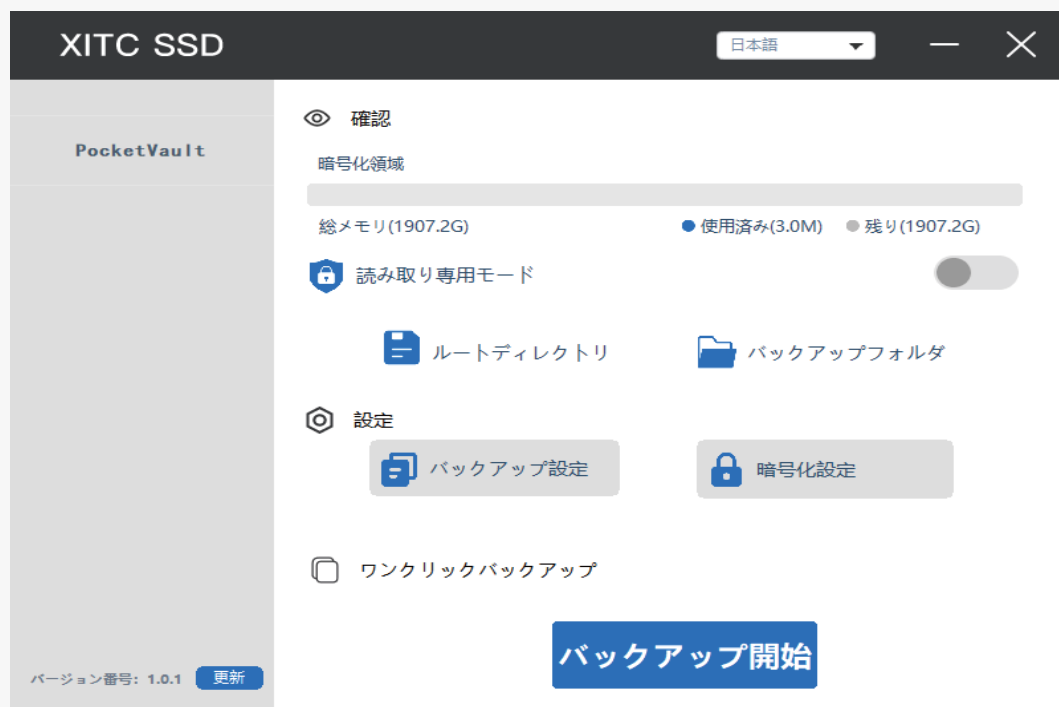 XITC SSD
日本語
PocketVault
確認
暗号化領域
総メモリ(1907.2G)
使用済み(3.0M)
残り(1907.2G)
読み取り専用モード
ルートディレクトリ
バックアップフォルダ
設定
バックアップ設定
暗号化設定
ワンクリックバックアップ
バックアップ開始
バージョン番号: 1.0.1
更新